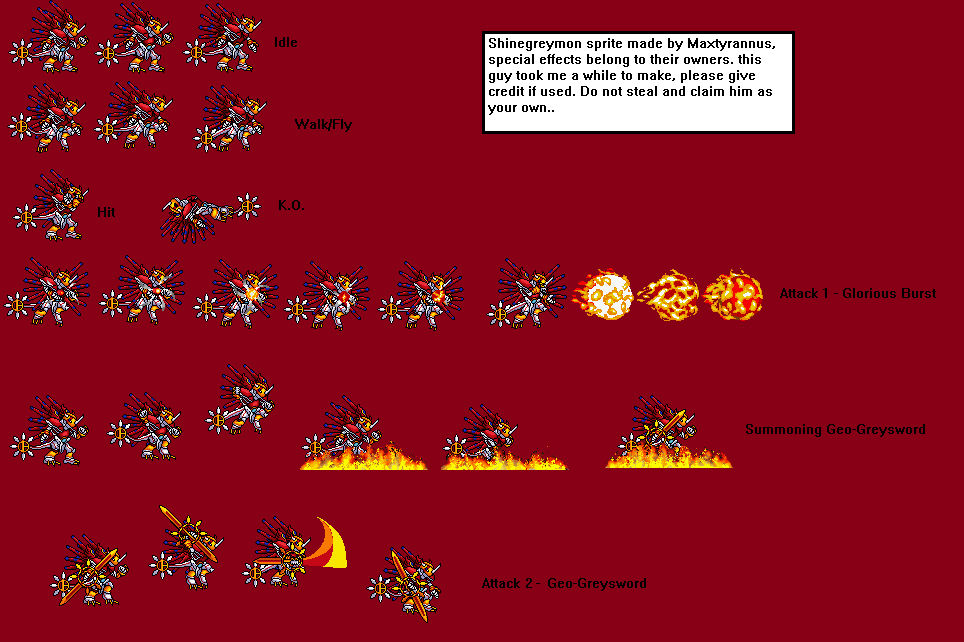 Idle
Shinegreymon sprite made by Maxtyrannus,
special effects belong to their owners. this
guy took me a while to make, please give
credit if used. Do not steal and claim him as
your own..
Walk/Fly
Hit
K.O.
Attack 1 - Glorious Burst
Summoning Geo-Greysword
Attack 2 - Geo-Greysword